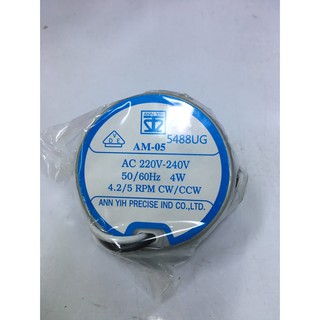 5488UG
AM-05
AC 220V-240V
50/60Hz 4W
4.2/5 RPM CW/CCW
ANN YIH PRECISE IND CO.,LTD.